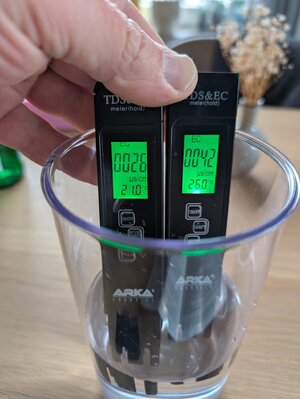 TDS
meter(hold)
EC
0026
µs/cm
21.0°c
ARKA
TDS&EC
meter(hold)
EC
0042
µs/cm
26.0°c
ARKA